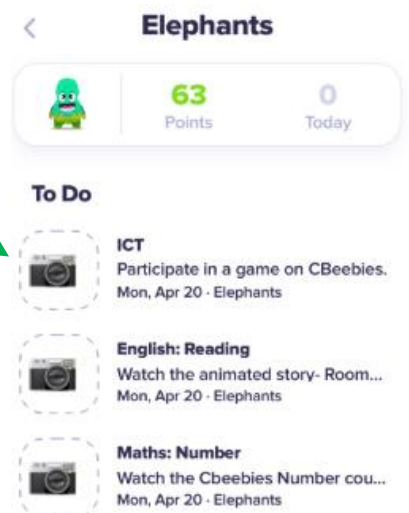 Elephants
63
Points
0
Today
To Do
ICT
Participate in a game on CBeebies.
Mon, Apr 20 · Elephants
English: Reading
Watch the animated story- Room...
Mon, Apr 20 · Elephants
Maths: Number
Watch the Cbeebies Number cou...
Mon, Apr 20 · Elephants